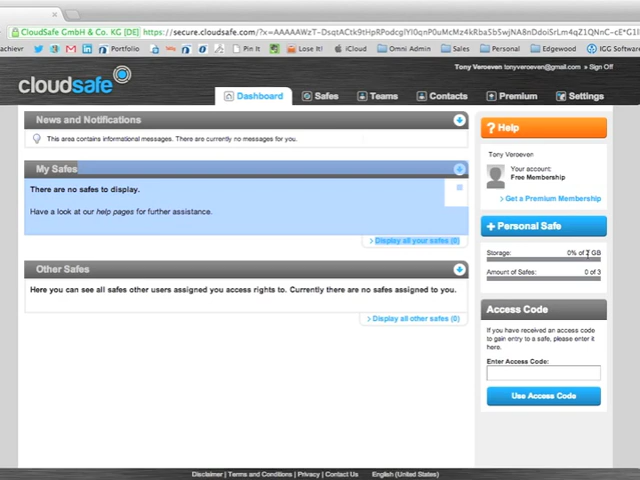 CloudSafe GmbH & Co. KG [DE]
https://secure.cloudsafe.com/
achievr
Portfolio
Pin It
Lose It!
iCloud
Omni Admin
Sales
Personal
Edgewood
IGG Software
Tony Veroeven tonyveroeven@gmail.com » Sign Off
cloudsafe
Dashboard
Safes
Teams
Contacts
Premium
Settings
News and Notifications
This area contains informational messages. There are currently no messages for you.
My Safes
There are no safes to display.
Have a look at our help pages for further assistance.
> Display all your safes (0)
Other Safes
Here you can see all safes other users assigned you access rights to. Currently there are no safes assigned to you.
> Display all other safes (0)
? Help
Tony Veroeven
Your account:
Free Membership
> Get a Premium Membership
+ Personal Safe
Storage: 0% of 2 GB
Amount of Safes: 0 of 3
Access Code
If you have received an access code
to gain entry to a safe, please enter it
here.
Enter Access Code:
Use Access Code
Disclaimer | Terms and Conditions | Privacy | Contact Us English (United States)